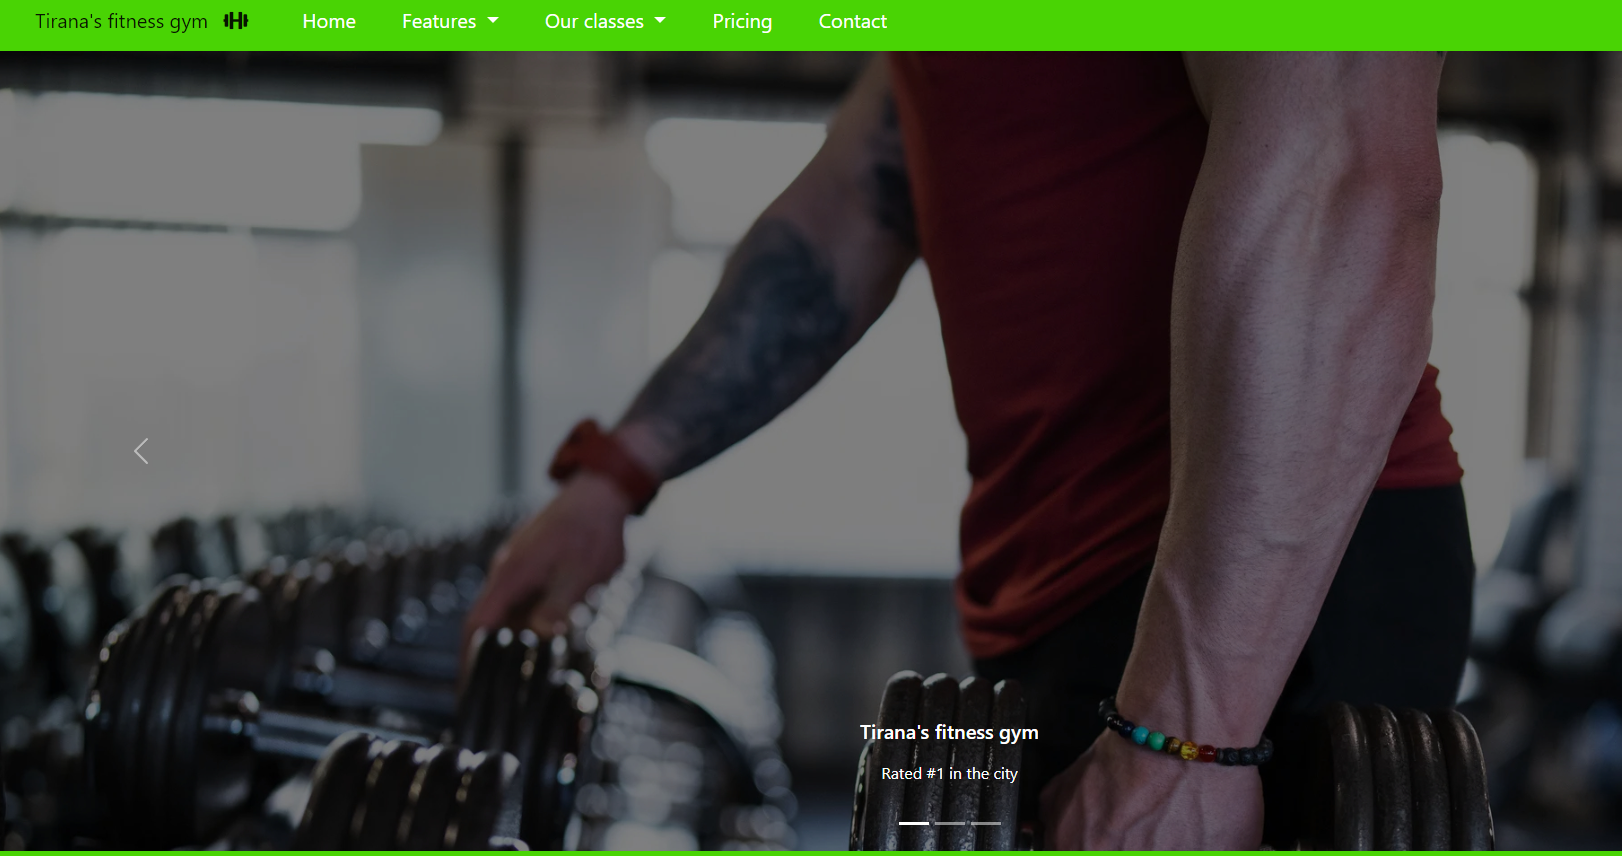 Tirana's fitness gym Home Features Our classes Pricing Contact
Tirana's fitness gym
Rated #1 in the city